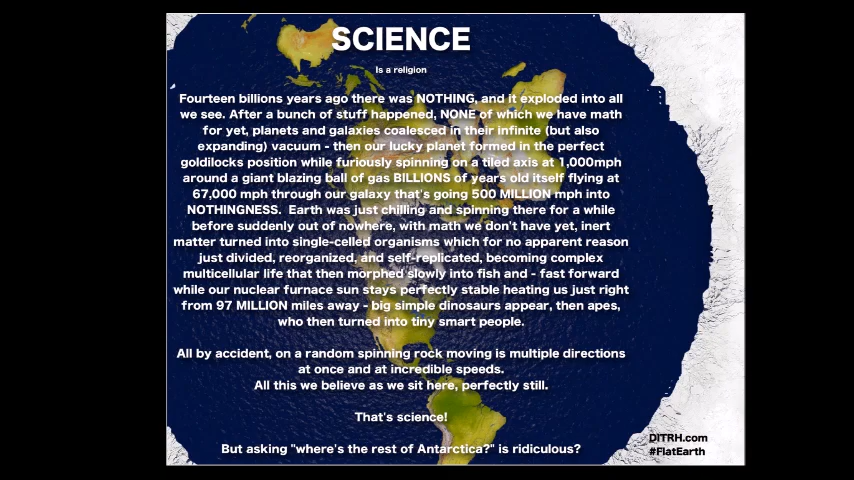 SCIENCE
Is a religion
Fourteen billions years ago there was NOTHING, and it exploded into all
we see. After a bunch of stuff happened, NONE of which we have math
for yet, planets and galaxies coalesced in their infinite (but also
expanding) vacuum - then our lucky planet formed in the perfect
goldilocks position while furiously spinning on a tiled axis at 1,000mph
around a giant blazing ball of gas BILLIONS of years old itself flying at
67,000 mph through our galaxy that's going 500 MILLION mph into
NOTHINGNESS. Earth was just chilling and spinning there for a while
before suddenly out of nowhere, with math we don't have yet, inert
matter turned into single-celled organisms which for no apparent reason
just divided, reorganized, and self-replicated, becoming complex
multicellular life that then morphed slowly into fish and - fast forward
while our nuclear furnace sun stays perfectly stable heating us just right
from 97 MILLION miles away - big simple dinosaurs appear, then apes,
who then turned into tiny smart people.
All by accident, on a random spinning rock moving is multiple directions
at once and at incredible speeds.
All this we believe as we sit here, perfectly still.
That's science!
But asking "where's the rest of Antarctica?" is ridiculous?
DITRH.com
#FlatEarth